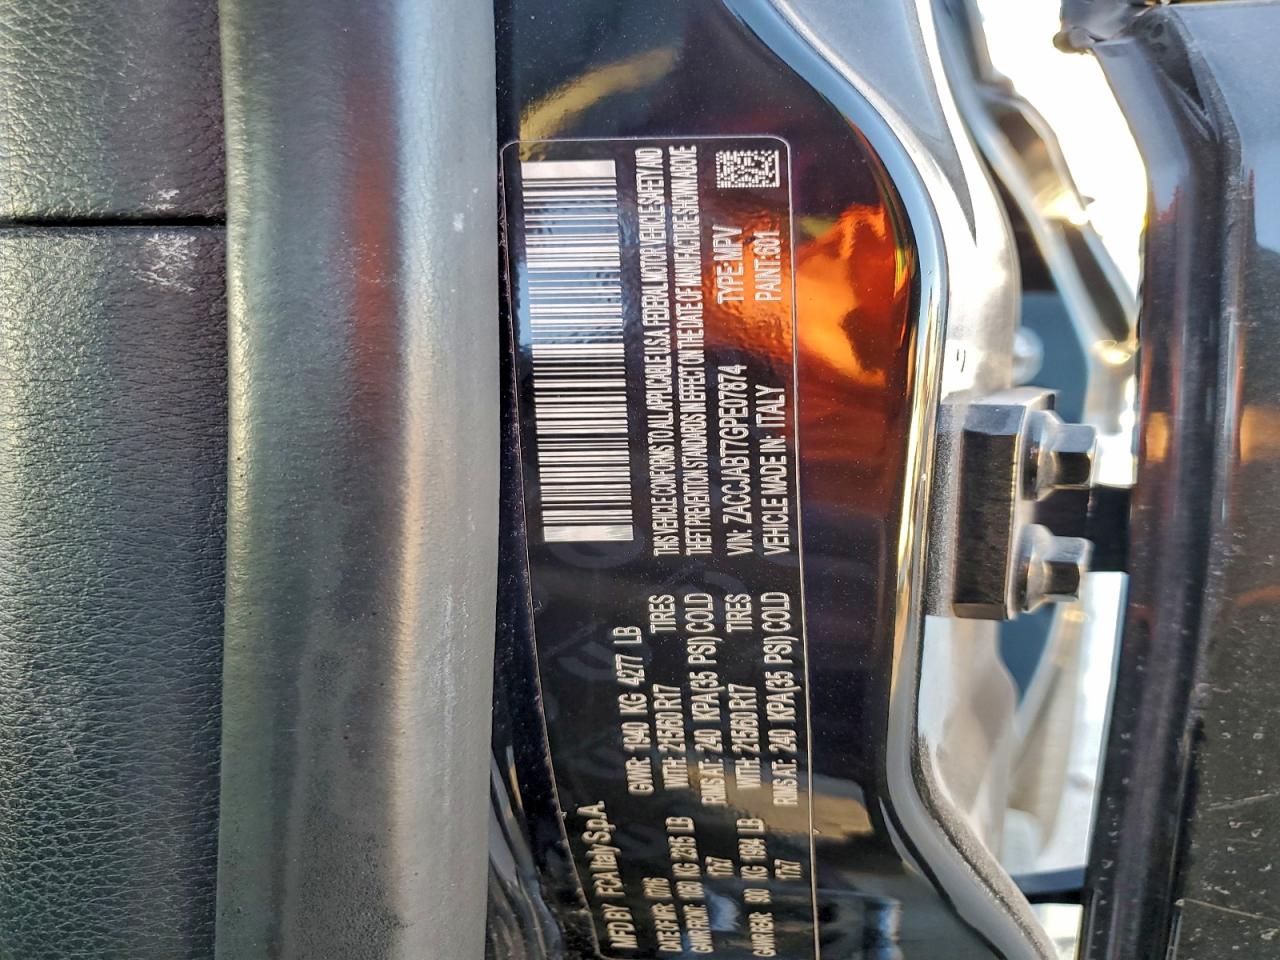 MFD BY FCA Italy S.p.A.
DATE OF MFR 7/16
GVWR: 1940 KG 4277 LB
GAWR FRONT 1050 KG 2315 LB
WITH: 215/60 R17 TIRES
17X7
RIMS AT: 240 KPA(35 PSI) COLD
GAWR REAR: 900 KG 1984 LB
WITH: 215/60 R17 TIRES
17X7
RIMS AT: 240 KPA(35 PSI) COLD
THIS VEHICLE CONFORMS TO ALL APPLICABLE U.S.A. FEDERAL MOTOR VEHICLE SAFETY AND
THEFT PREVENTION STANDARDS IN EFFECT ON THE DATE OF MANUFACTURE SHOWN ABOVE
VIN: ZACCJABT7GPE07874 TYPE: MPV
VEHICLE MADE IN: ITALY PAINT: 601